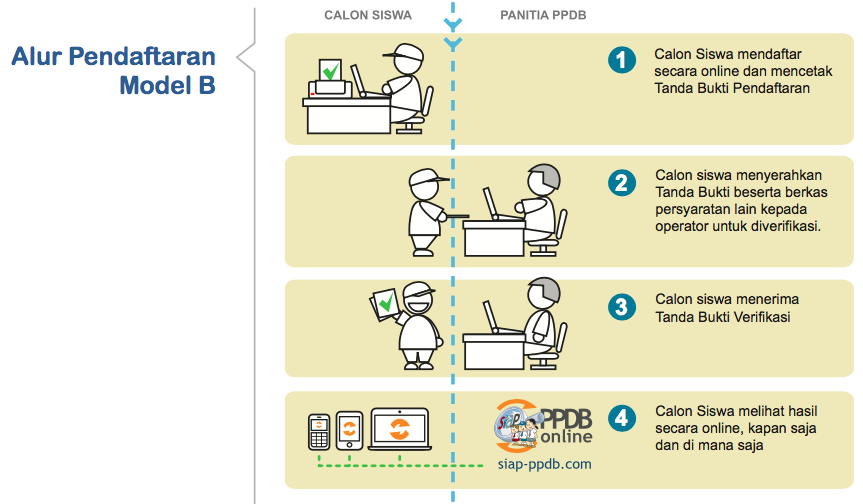 CALON SISWA
PANITIA PPDB
Alur Pendaftaran
Model B
1
Calon Siswa mendaftar
secara online dan mencetak
Tanda Bukti Pendaftaran
2
Calon siswa menyerahkan
Tanda Bukti beserta berkas
persyaratan lain kepada
operator untuk diverifikasi.
3
Calon siswa menerima
Tanda Bukti Verifikasi
SIAP PPDB
online
siap-ppdb.com
4
Calon Siswa melihat hasil
secara online, kapan saja
dan di mana saja